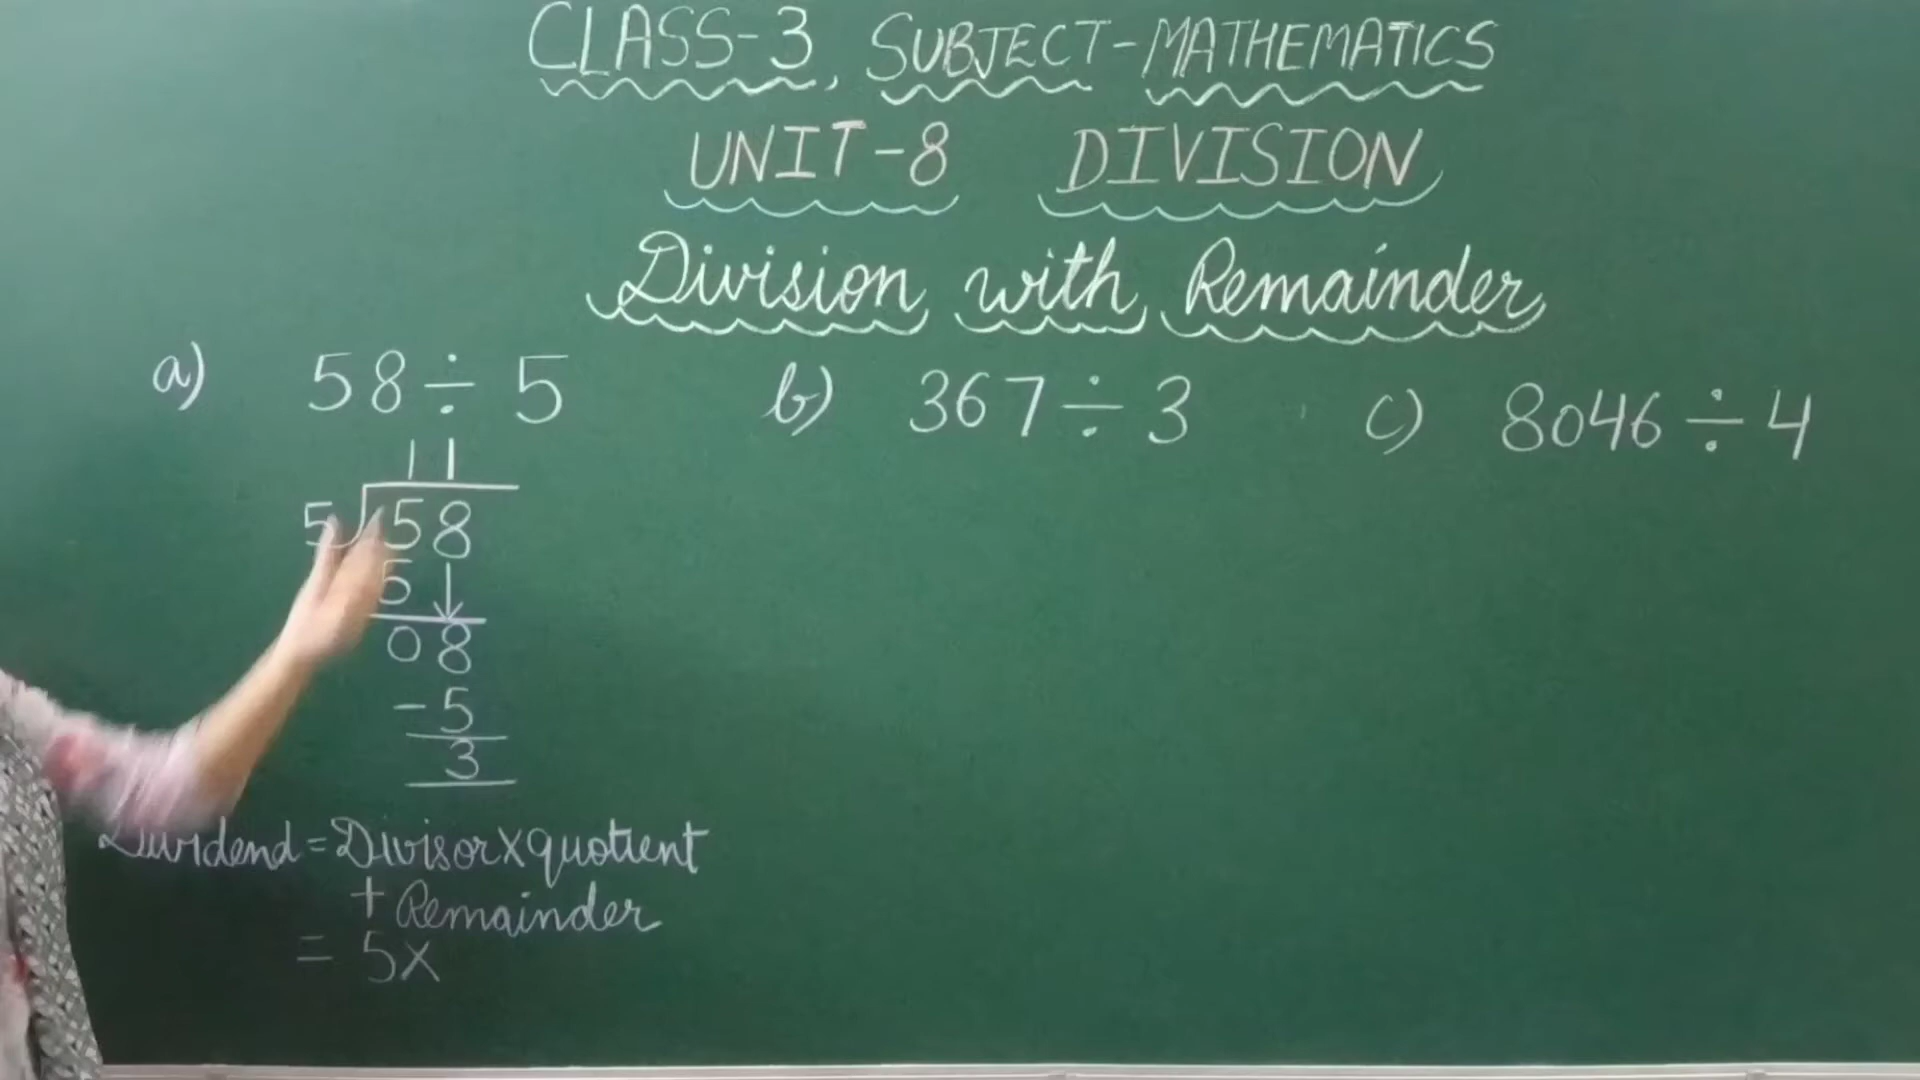 CLASS-3, SUBJECT-MATHEMATICS
UNIT-8 DIVISION
Division with Remainder
a) 58 ÷ 5
11
5 58
5
08
-5
3
Dividend = Divisor x quotient
+ Remainder
= 5x
b) 367 ÷ 3
c) 8046 ÷ 4